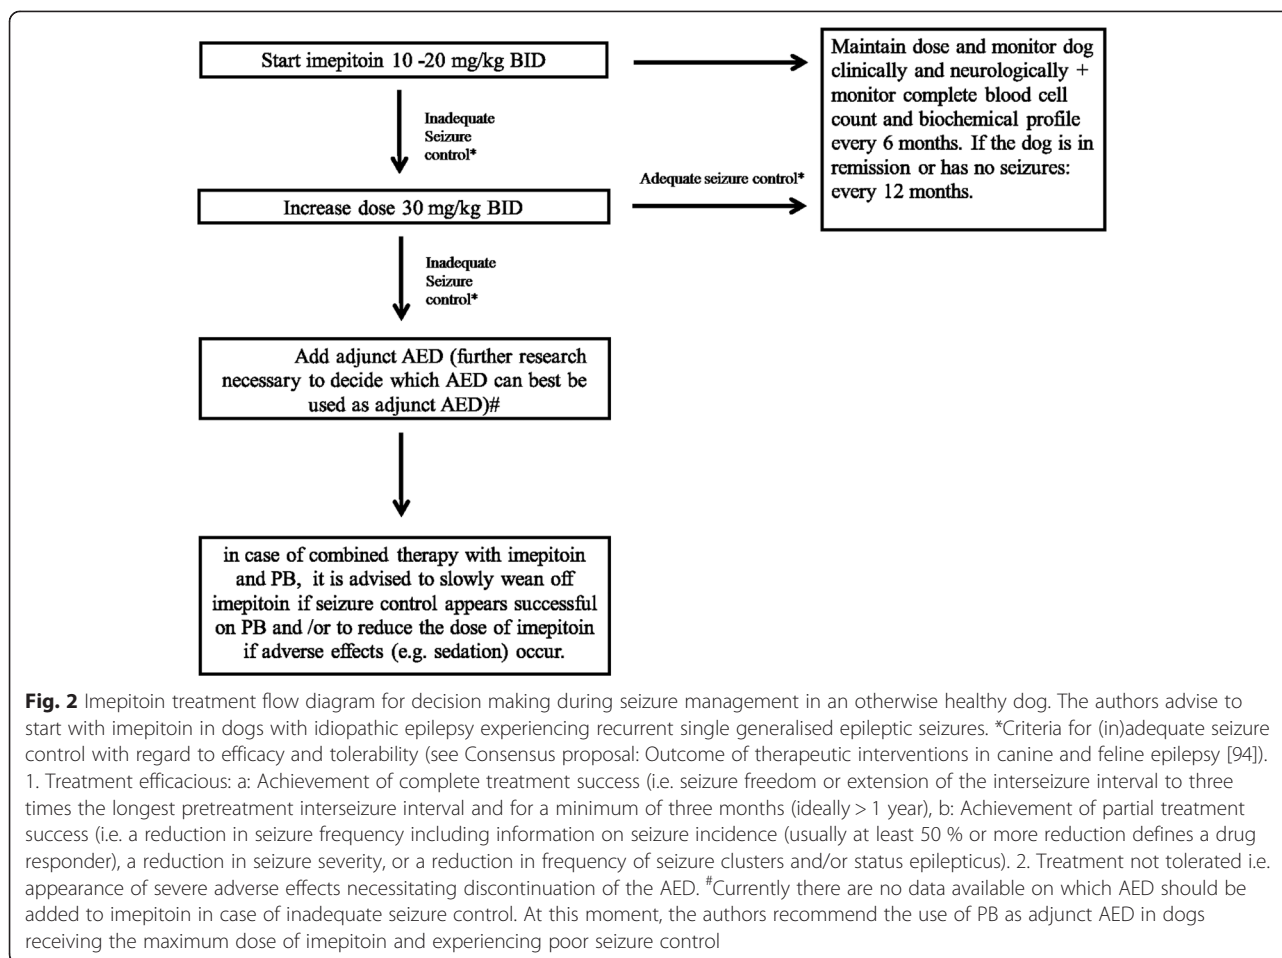 Start imepitoin 10 -20 mg/kg BID
Maintain dose and monitor dog
clinically and neurologically +
monitor complete blood cell
count and biochemical profile
every 6 months. If the dog is in
remission or has no seizures:
every 12 months.
Inadequate
Seizure
control*
Adequate seizure control*
Increase dose 30 mg/kg BID
Inadequate
Seizure
control*
Add adjunct AED (further research
necessary to decide which AED can best be
used as adjunct AED)#
in case of combined therapy with imepitoin
and PB, it is advised to slowly wean off
imepitoin if seizure control appears successful
on PB and /or to reduce the dose of imepitoin
if adverse effects (e.g. sedation) occur.
Fig. 2 Imepitoin treatment flow diagram for decision making during seizure management in an otherwise healthy dog. The authors advise to
start with imepitoin in dogs with idiopathic epilepsy experiencing recurrent single generalised epileptic seizures. *Criteria for (in)adequate seizure
control with regard to efficacy and tolerability (see Consensus proposal: Outcome of therapeutic interventions in canine and feline epilepsy [94]).
1. Treatment efficacious: a: Achievement of complete treatment success (i.e. seizure freedom or extension of the interseizure interval to three
times the longest pretreatment interseizure interval and for a minimum of three months (ideally > 1 year), b: Achievement of partial treatment
success (i.e. a reduction in seizure frequency including information on seizure incidence (usually at least 50 % or more reduction defines a drug
responder), a reduction in seizure severity, or a reduction in frequency of seizure clusters and/or status epilepticus). 2. Treatment not tolerated i.e.
appearance of severe adverse effects necessitating discontinuation of the AED. #Currently there are no data available on which AED should be
added to imepitoin in case of inadequate seizure control. At this moment, the authors recommend the use of PB as adjunct AED in dogs
receiving the maximum dose of imepitoin and experiencing poor seizure control